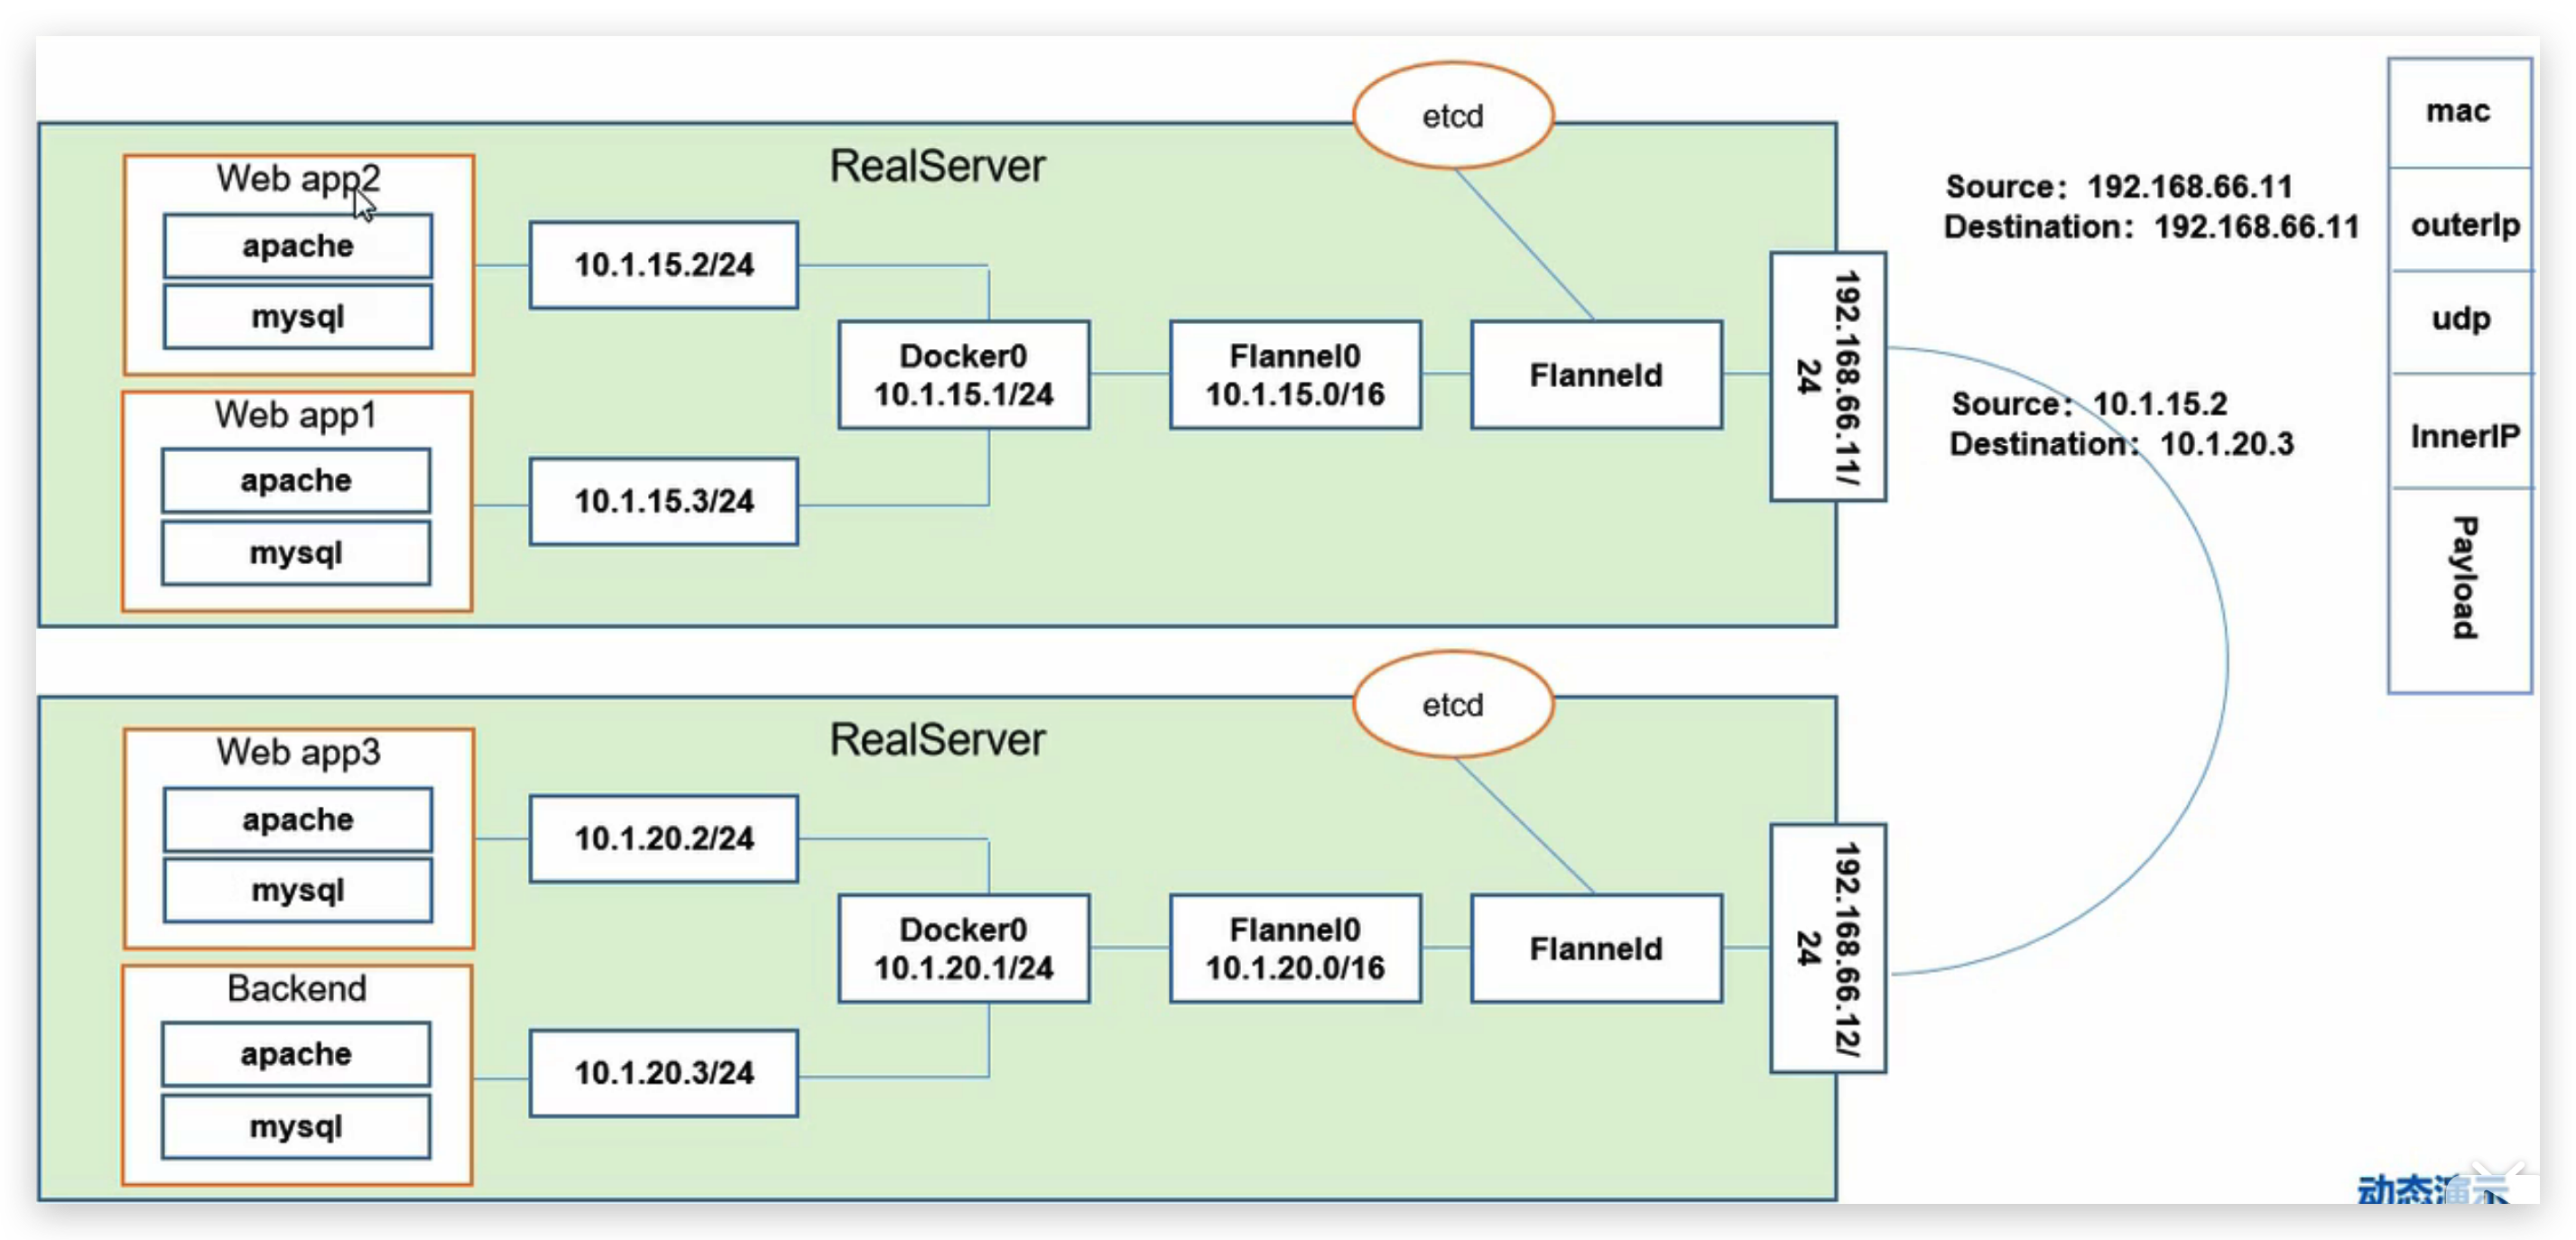 etcd
RealServer
Web app2
apache
mysql
10.1.15.2/24
Web app1
apache
mysql
10.1.15.3/24
Docker0
10.1.15.1/24
Flannel0
10.1.15.0/16
Flanneld
192.168.66.11/
24
Source：192.168.66.11
Destination：192.168.66.11
Source：10.1.15.2
Destination：10.1.20.3
mac
outerIp
udp
InnerIP
Payload
etcd
RealServer
Web app3
apache
mysql
10.1.20.2/24
Backend
apache
mysql
10.1.20.3/24
Docker0
10.1.20.1/24
Flannel0
10.1.20.0/16
Flanneld
192.168.66.12/
24
动态演示